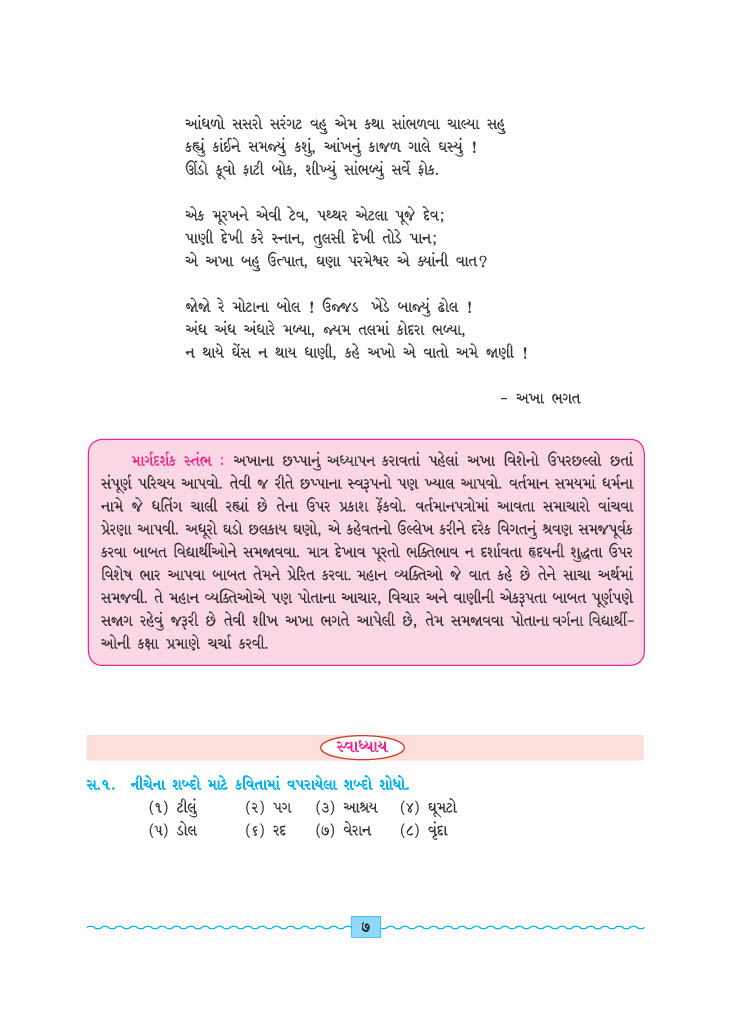 આંધળો સસરો સરંગટ વહુ એમ કથા સાંભળવા ચાલ્યા સહુ
કહ્યું કાંઈને સમજ્યું કશું, આંખનું કાજળ ગાલે ઘસ્યું !
ઊંડો કૂવો ફાટી બોક, શીખ્યું સાંભળ્યું સર્વે ફોક.
એક મૂરખને એવી ટેવ, પથ્થર એટલા પૂજે દેવ;
પાણી દેખી કરે સ્નાન, તુલસી દેખી તોડે પાન;
એ અખા બહુ ઉત્પાત, ઘણા પરમેશ્વર એ ક્યાંની વાત?
જોજો રે મોટાના બોલ ! ઉજ્જડ ખેડે બાજ્યું ઢોલ !
અંધ અંધ અંધારે મળ્યા, જ્યમ તલમાં કોદરા ભળ્યા,
ન થાયે ઘેંસ ન થાય ઘાણી, કહે અખો એ વાતો અમે જાણી !
- અખા ભગત
માર્ગદર્શક સ્તંભ : અખાના છપ્પાનું અધ્યાપન કરાવતાં પહેલાં અખા વિશેનો ઉપરછલ્લો છતાં
સંપૂર્ણ પરિચય આપવો. તેવી જ રીતે છપ્પાના સ્વરૂપનો પણ ખ્યાલ આપવો. વર્તમાન સમયમાં ધર્મના
નામે જે ધતિંગ ચાલી રહ્યાં છે તેના ઉપર પ્રકાશ ફેંકવો. વર્તમાનપત્રોમાં આવતા સમાચારો વાંચવા
પ્રેરણા આપવી. અધૂરો ઘડો છલકાય ઘણો, એ કહેવતનો ઉલ્લેખ કરીને દરેક વિગતનું શ્રવણ સમજપૂર્વક
કરવા બાબત વિદ્યાર્થીઓને સમજાવવા. માત્ર દેખાવ પૂરતો ભક્તિભાવ ન દર્શાવતા હૃદયની શુદ્ધતા ઉપર
વિશેષ ભાર આપવા બાબત તેમને પ્રેરિત કરવા. મહાન વ્યક્તિઓ જે વાત કહે છે તેને સાચા અર્થમાં
સમજવી. તે મહાન વ્યક્તિઓએ પણ પોતાના આચાર, વિચાર અને વાણીની એકરૂપતા બાબત પૂર્ણપણે
સજાગ રહેવું જરૂરી છે તેવી શીખ અખા ભગતે આપેલી છે, તેમ સમજાવવા પોતાના વર્ગના વિદ્યાર્થી-
ઓની કક્ષા પ્રમાણે ચર્ચા કરવી.
સ્વાધ્યાય
સ.૧. નીચેના શબ્દો માટે કવિતામાં વપરાયેલા શબ્દો શોધો.
(૧) ટીલું (૨) પગ (૩) આશ્રય (૪) ઘૂમટો
(૫) ડોલ (૬) રદ (૭) વેરાન (૮) વૃંદા
૭